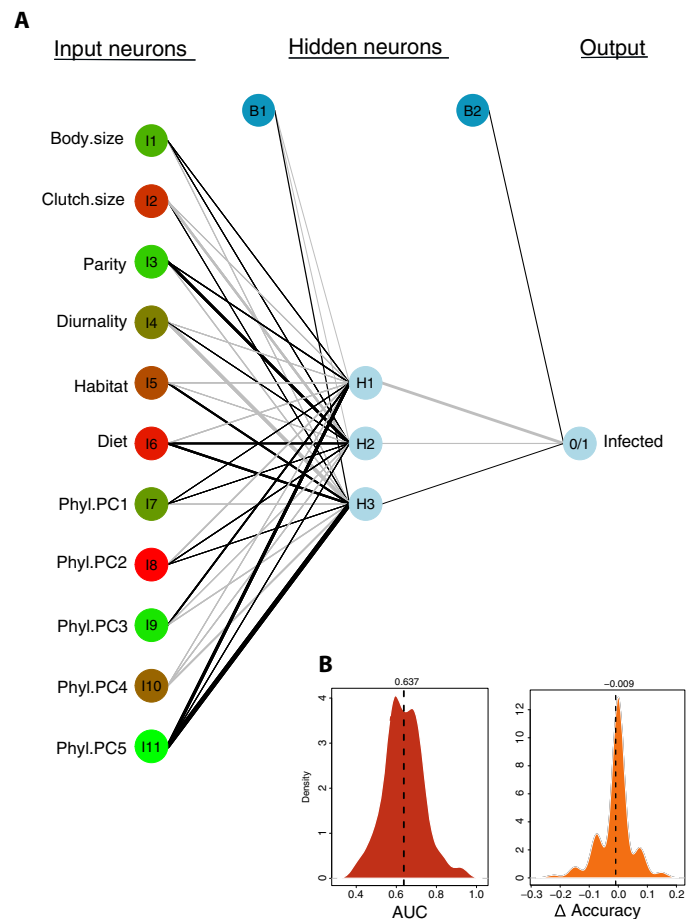 A
Input neurons Hidden neurons Output
B1 B2
Body.size I1
Clutch.size I2
Parity I3
Diurnality I4
Habitat I5 H1
Diet I6 H2 0/1 Infected
Phyl.PC1 I7 H3
Phyl.PC2 I8
Phyl.PC3 I9
Phyl.PC4 I10
Phyl.PC5 I11
B
0.637
Density
0 1 2 3 4
0.4 0.6 0.8 1.0
AUC
−0.009
0 2 4 6 8 10 12
−0.3 −0.2 −0.1 0.0 0.1 0.2
Δ Accuracy